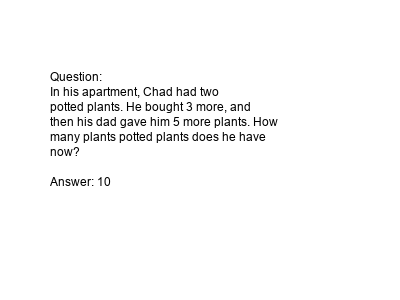 Question:
In his apartment, Chad had two
potted plants. He bought 3 more, and
then his dad gave him 5 more plants. How
many plants potted plants does he have
now?

Answer: 10